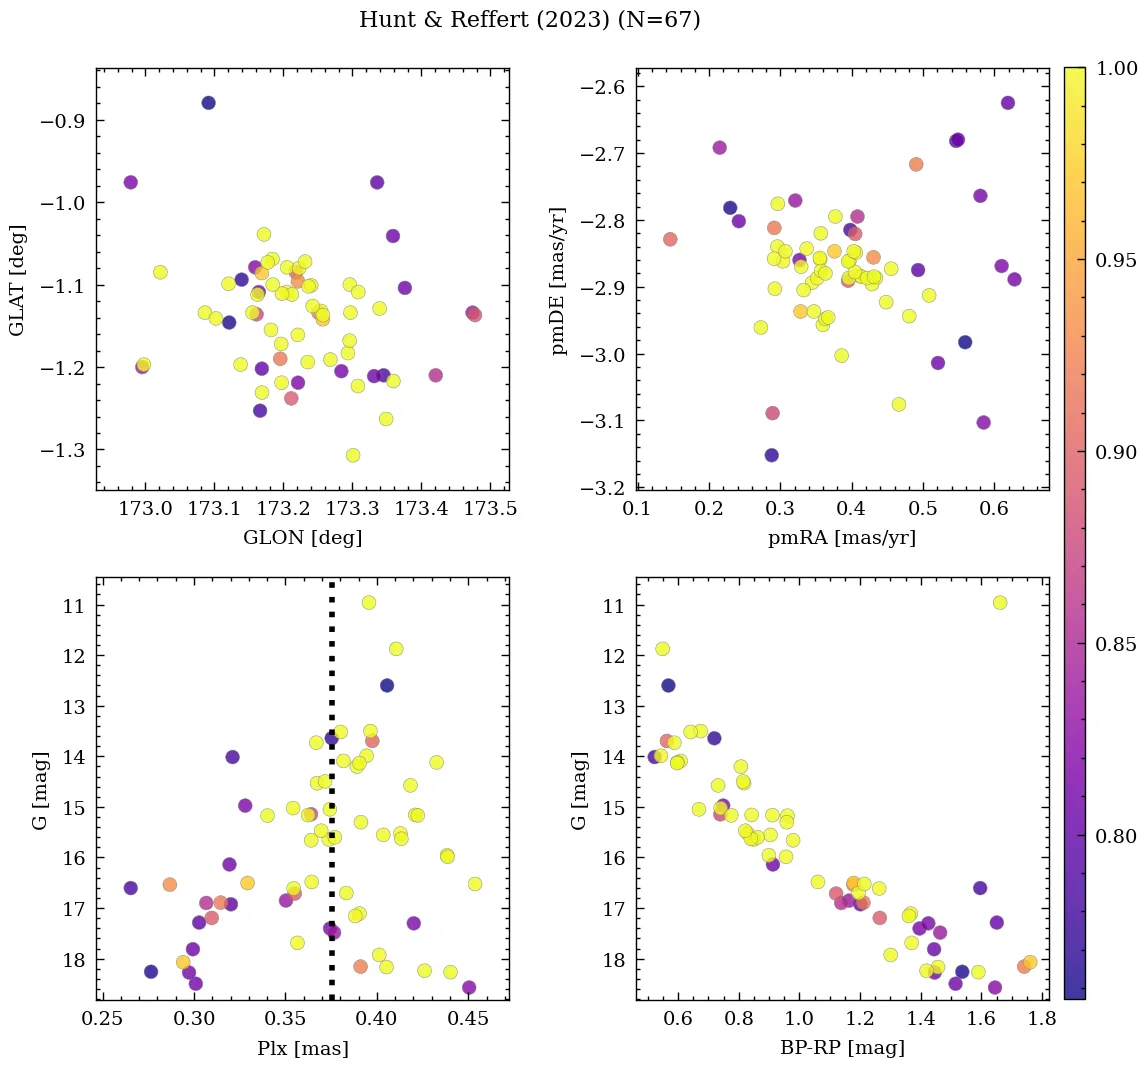 Hunt & Reffert (2023) (N=67)
−0.9
−1.0
−1.1
−1.2
−1.3
GLAT [deg]
173.0 173.1 173.2 173.3 173.4 173.5
GLON [deg]
−2.6
−2.7
−2.8
−2.9
−3.0
−3.1
−3.2
pmDE [mas/yr]
0.1 0.2 0.3 0.4 0.5 0.6
pmRA [mas/yr]
1.00
0.95
0.90
0.85
0.80
11
12
13
14
15
16
17
18
G [mag]
0.25 0.30 0.35 0.40 0.45
Plx [mas]
11
12
13
14
15
16
17
18
G [mag]
0.6 0.8 1.0 1.2 1.4 1.6 1.8
BP-RP [mag]